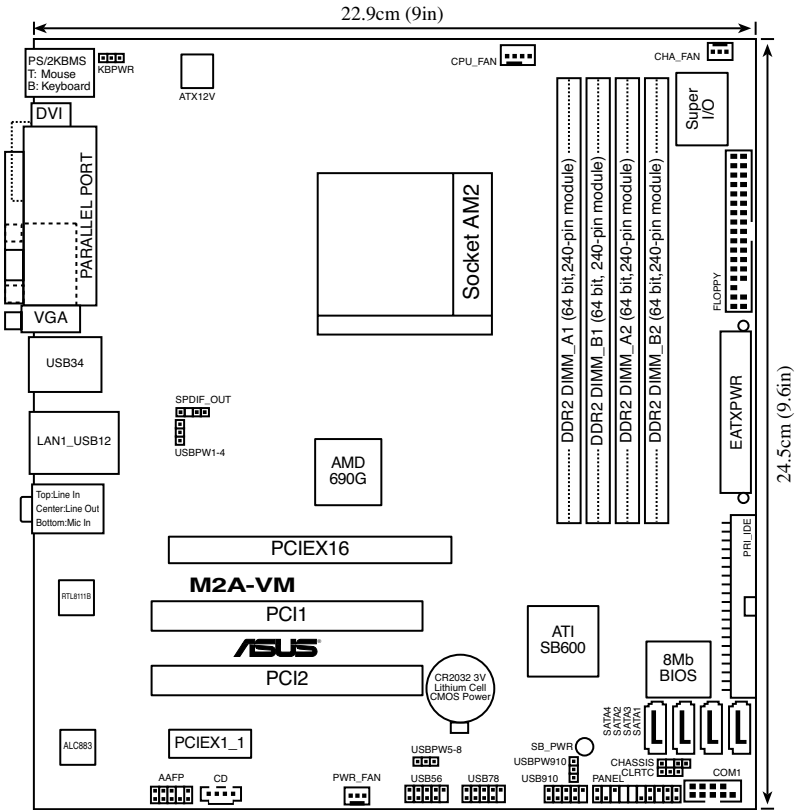 22.9cm (9in)
PS/2KBMS
T: Mouse
B: Keyboard
KBPWR
ATX12V
CPU_FAN
CHA_FAN
Super
I/O
DVI
PARALLEL PORT
VGA
Socket AM2
DDR2 DIMM_A1 (64 bit,240-pin module)
DDR2 DIMM_B1 (64 bit, 240-pin module)
DDR2 DIMM_A2 (64 bit,240-pin module)
DDR2 DIMM_B2 (64 bit,240-pin module)
FLOPPY
USB34
24.5cm (9.6in)
EATXPWR
SPDIF_OUT
USBPW1-4
LAN1_USB12
AMD
690G
Top:Line In
Center:Line Out
Bottom:Mic In
PRI_IDE
PCIEX16
M2A-VM
RTL8111B
PCI1
ATI
SB600
ASUS
PCI2
CR2032 3V
Lithium Cell
CMOS Power
8Mb
BIOS
SATA4
SATA2
SATA3
SATA1
ALC883
PCIEX1_1
USBPW5-8
SB_PWR
USBPW910
CHASSIS
CLRTC
AAFP
CD
PWR_FAN
USB56
USB78
USB910
PANEL
COM1